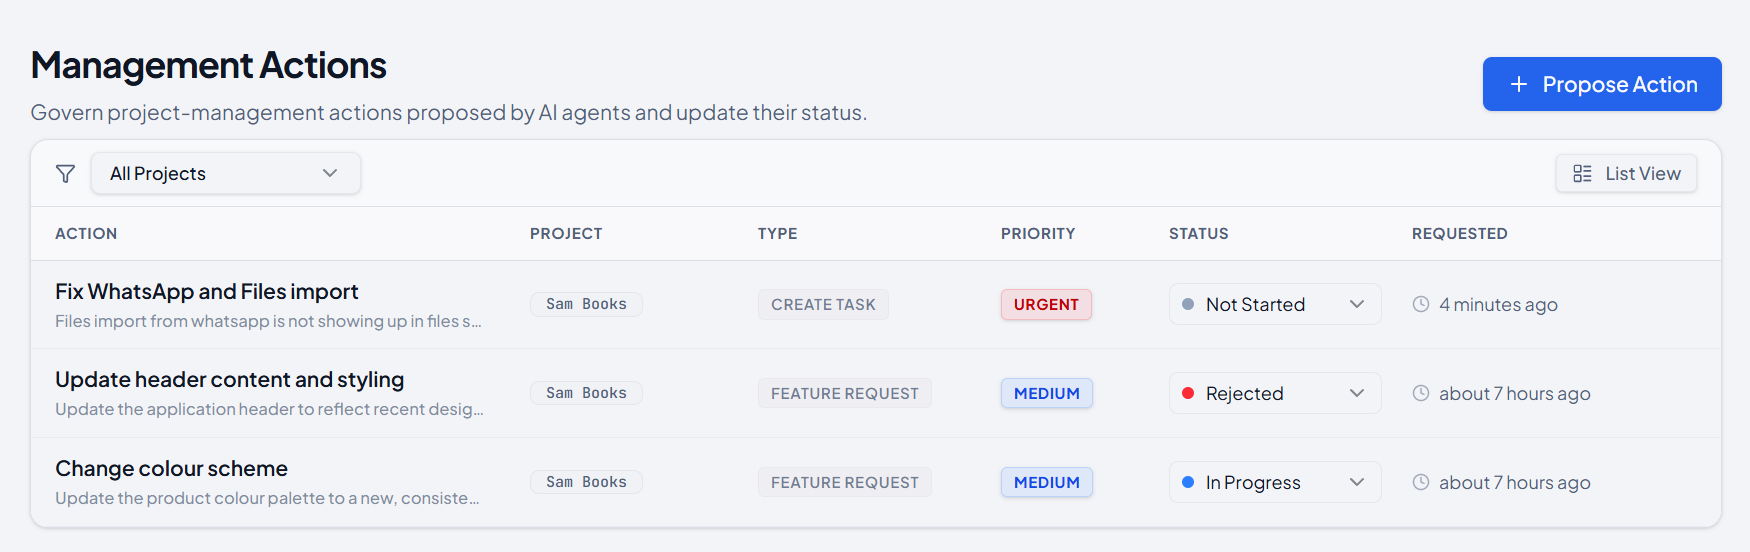 Management Actions
Govern project-management actions proposed by AI agents and update their status.
+ Propose Action
All Projects
List View
ACTION PROJECT TYPE PRIORITY STATUS REQUESTED
Fix WhatsApp and Files import
Files import from whatsapp is not showing up in files s...
Sam Books CREATE TASK URGENT Not Started 4 minutes ago
Update header content and styling
Update the application header to reflect recent desig...
Sam Books FEATURE REQUEST MEDIUM Rejected about 7 hours ago
Change colour scheme
Update the product colour palette to a new, consiste...
Sam Books FEATURE REQUEST MEDIUM In Progress about 7 hours ago